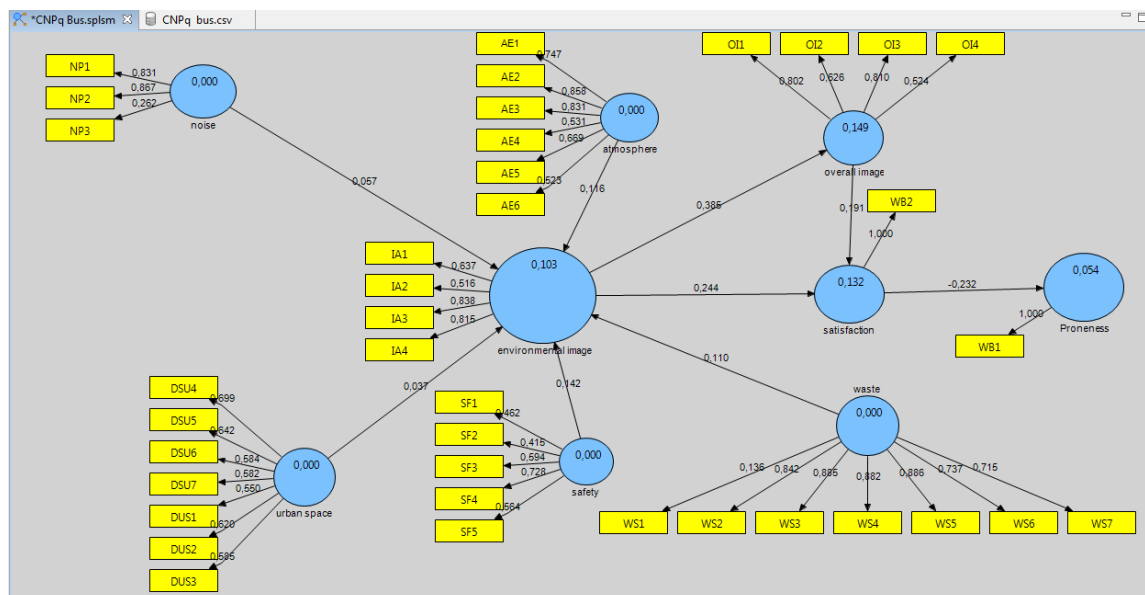 *CNPq Bus.splsm
CNPq bus.csv
NP1
NP2
NP3
0,831
0,867
0,262
0,000
noise
0,057
AE1
AE2
AE3
AE4
AE5
AE6
0,747
0,858
0,831
0,531
0,669
0,523
0,000
atmosphere
0,116
OI1
OI2
OI3
OI4
0,802
0,626
0,810
0,524
0,149
overall image
0,385
0,191
WB2
1,000
IA1
IA2
IA3
IA4
0,637
0,516
0,838
0,815
0,103
environmental image
0,244
0,132
satisfaction
-0,232
0,054
Proneness
1,000
WB1
0,110
0,037
0,142
DSU4
DSU5
DSU6
DSU7
DUS1
DUS2
DUS3
0,699
0,642
0,584
0,582
0,550
0,620
0,585
0,000
urban space
SF1
SF2
SF3
SF4
SF5
0,462
0,415
0,594
0,728
0,564
0,000
safety
waste
0,000
0,136
0,842
0,885
0,882
0,886
0,737
0,715
WS1
WS2
WS3
WS4
WS5
WS6
WS7